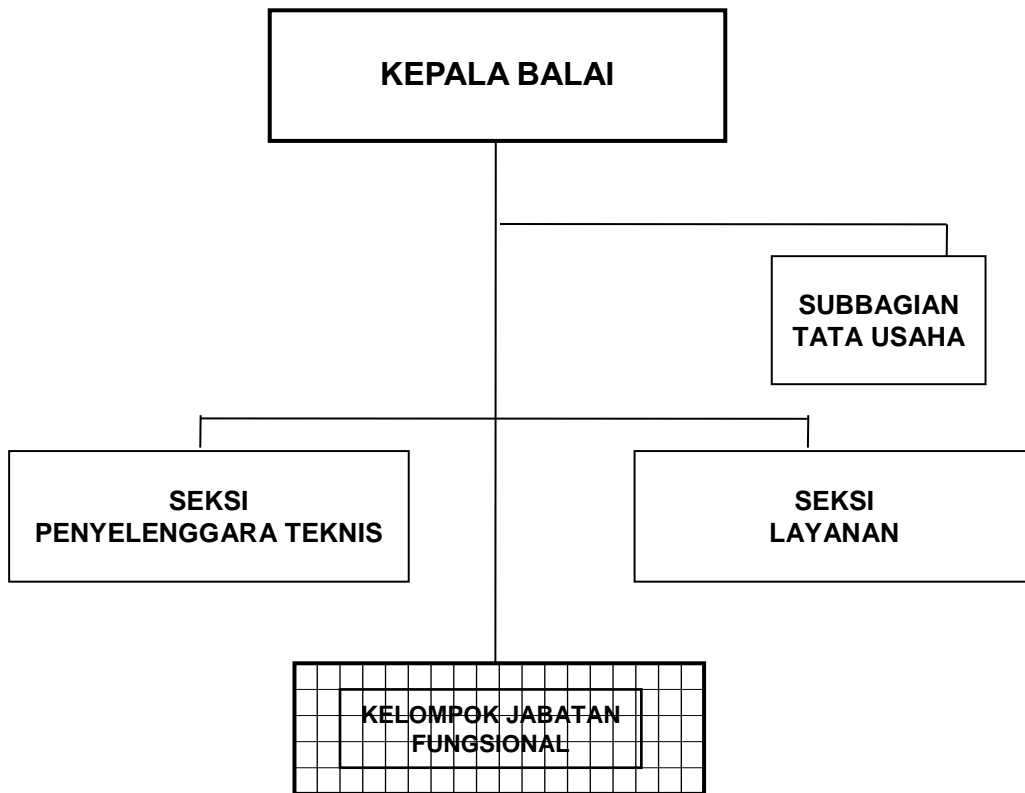 KEPALA BALAI
SUBBAGIAN
TATA USAHA
SEKSI
PENYELENGGARA TEKNIS
SEKSI
LAYANAN
KELOMPOK JABATAN
FUNGSIONAL